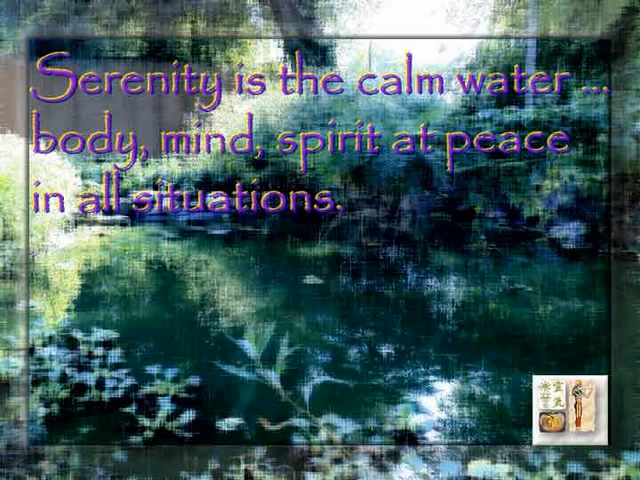 Serenity is the calm water ...
body, mind, spirit at peace
in all situations.